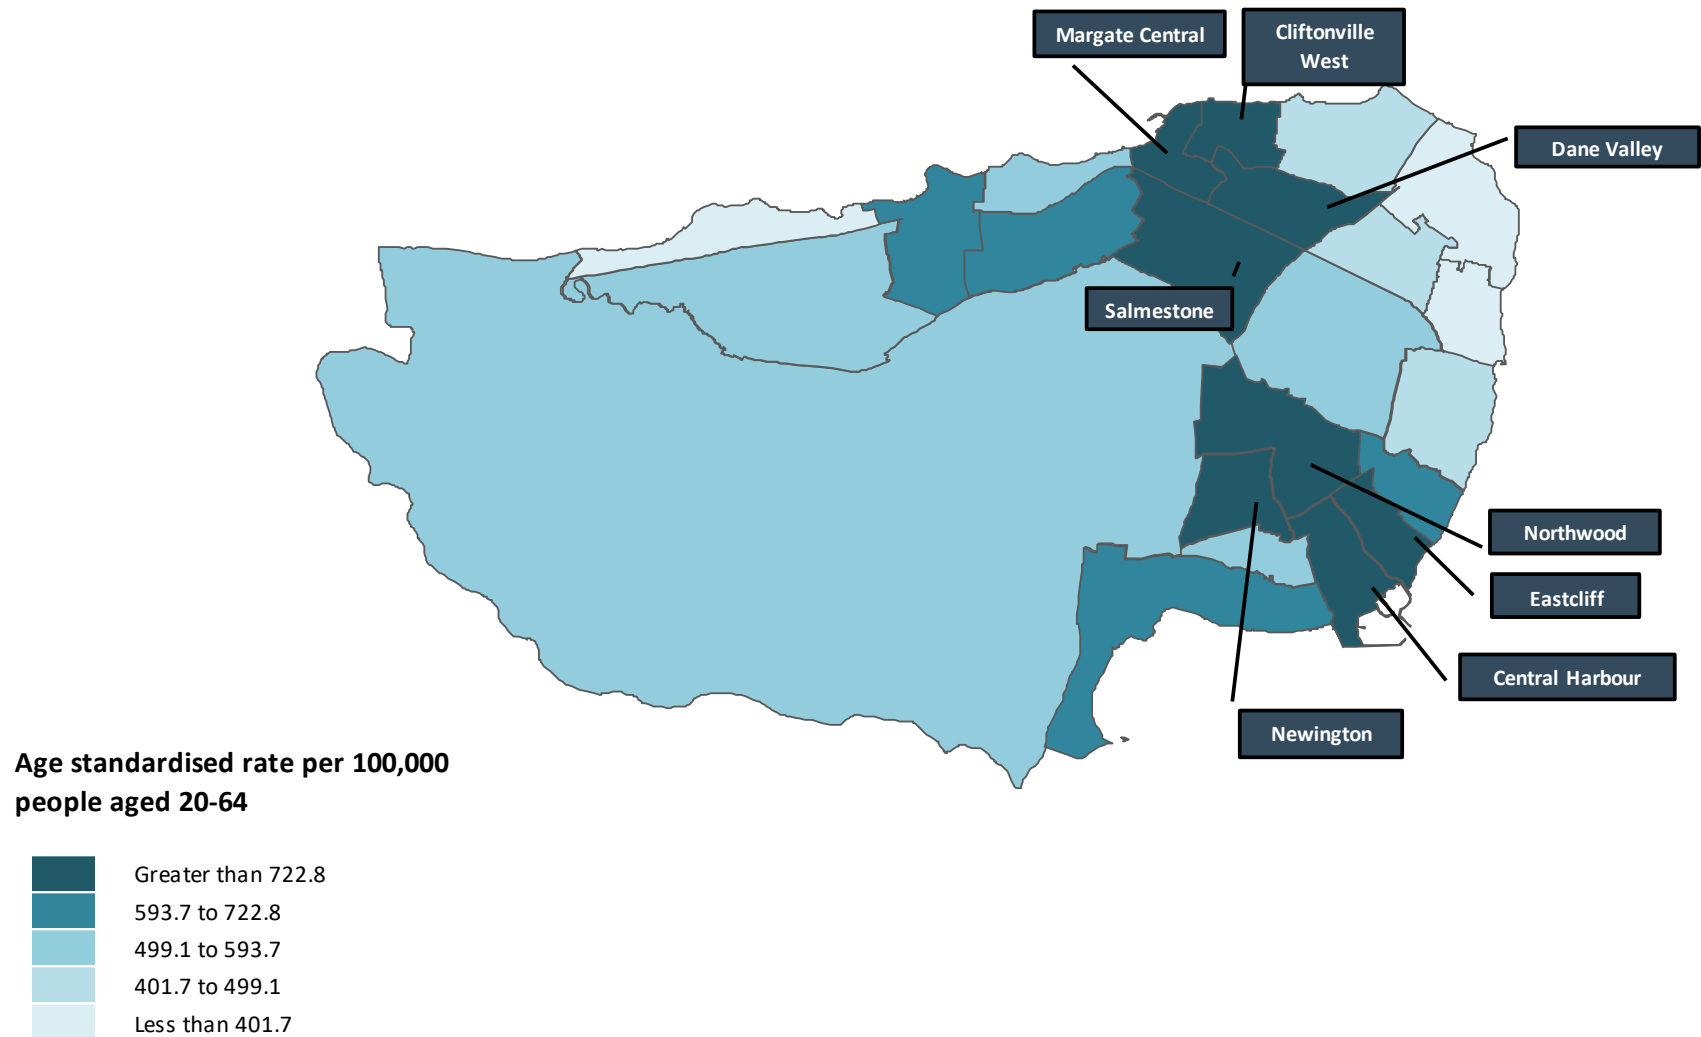 Margate Central
Cliftonville
West
Dane Valley
Salmestone
Northwood
Eastcliff
Central Harbour
Newington
Age standardised rate per 100,000
people aged 20-64
Greater than 722.8
593.7 to 722.8
499.1 to 593.7
401.7 to 499.1
Less than 401.7